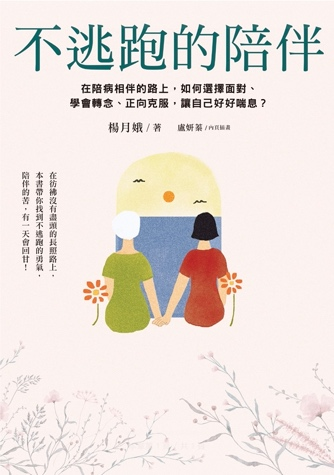 不逃跑的陪伴
在陪病相伴的路上，如何選擇面對、
學會轉念、正向克服，讓自己好好喘息？
楊月娥／著 盧妍蓁／內頁插畫
在彷彿沒有盡頭的長照路上，
本書帶你找到不逃跑的勇氣，
陪伴的苦，有一天會回甘！